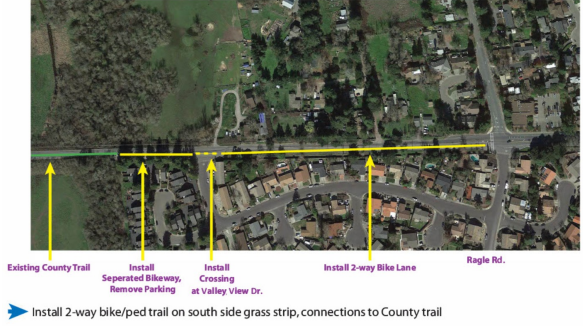 Existing County Trail
Install
Seperated Bikeway,
Remove Parking
Install
Crossing
at Valley View Dr.
Install 2-way Bike Lane
Ragle Rd.
Install 2-way bike/ped trail on south side grass strip, connections to County trail